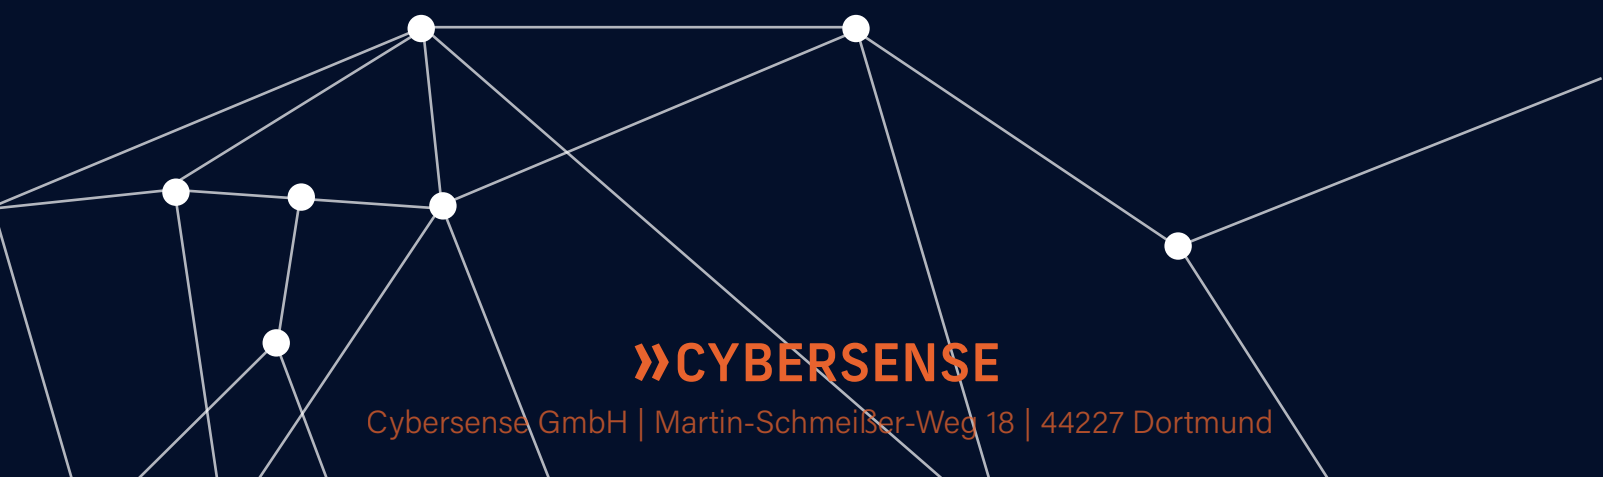 »CYBERSENSE
Cybersense GmbH | Martin-Schmeißer-Weg 18 | 44227 Dortmund